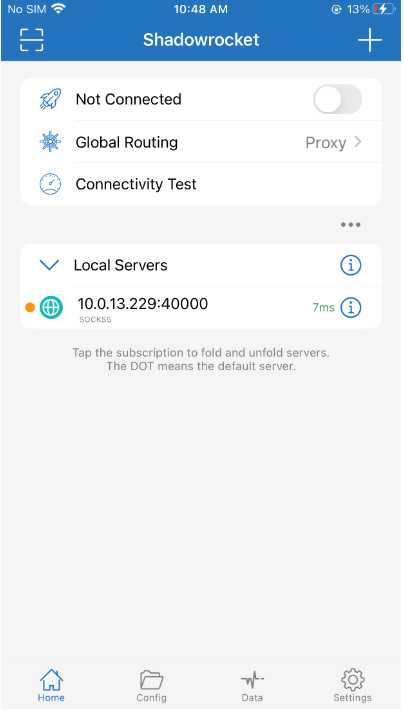 No SIM 10:48 AM 13%
Shadowrocket
Not Connected
Global Routing Proxy
Connectivity Test
Local Servers
10.0.13.229:40000 7ms
SOCKS5
Tap the subscription to fold and unfold servers.
The DOT means the default server.
Home Config Data Settings